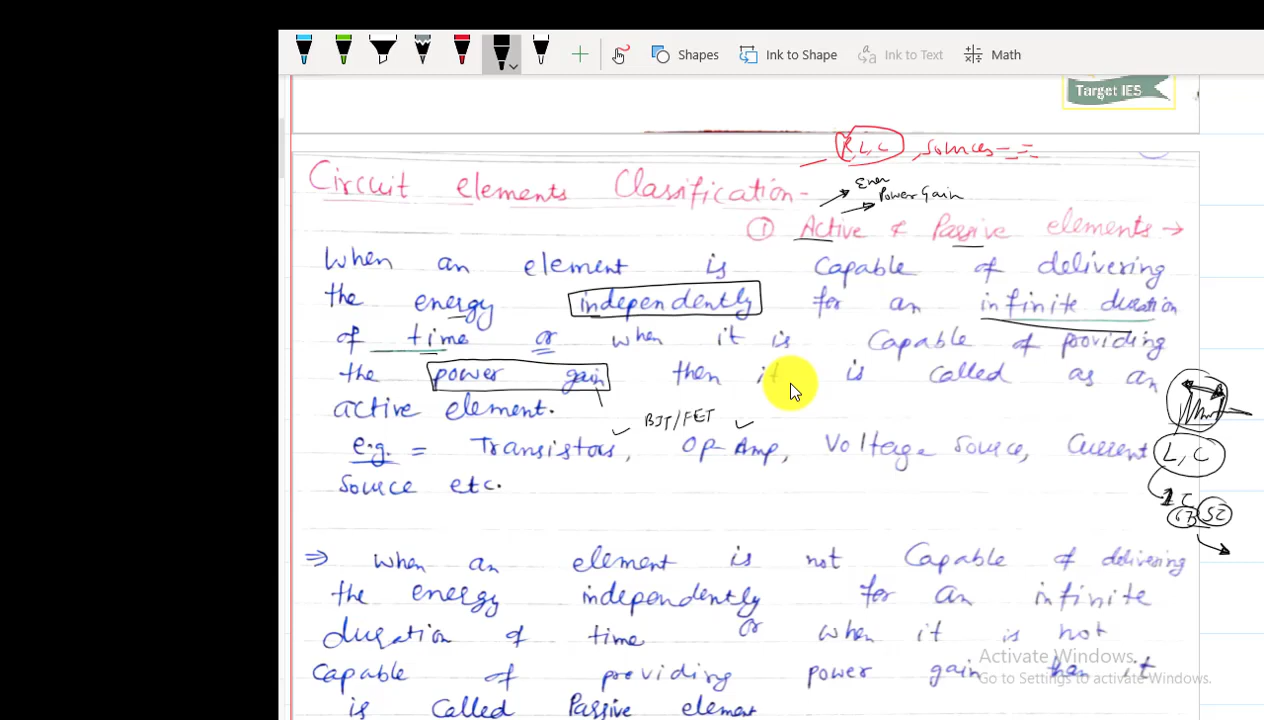 Shapes Ink to Shape Ink to Text Math
Target IES
R, L, C, Sources
Circuit elements Classification-
Ener
Power Gain
① Active & Passive elements →
When an element is Capable of delivering
the energy independently for an infinite duration
of time or when it is Capable of providing
the power gain then it is called as an
active element.
BJT/FET
e.g. = Transistors, Op-Amp, Voltage Source, Current
L, C
Source etc.
⇒ When an element is not Capable of delivering
the energy independently for an infinite
duration of time or when it is not
Capable of providing power gain then it
is called Passive element
Activate Windows
Go to Settings to activate Windows.